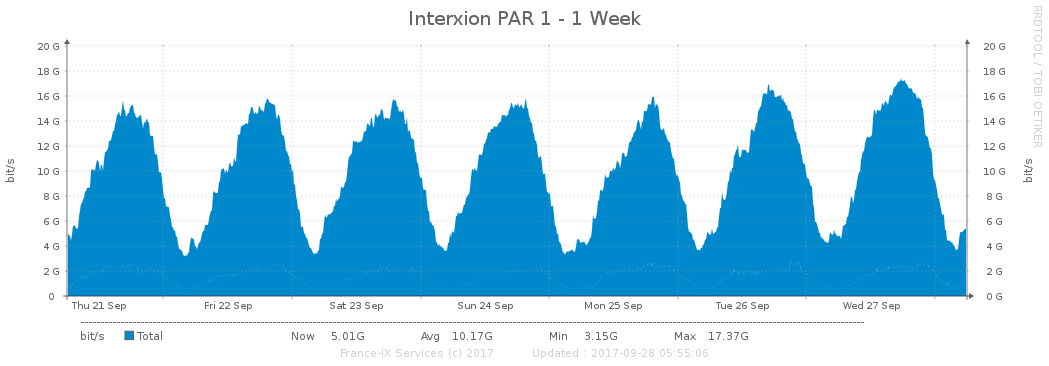 Interxion PAR 1 - 1 Week
RRDTOOL / TOBI OETIKER
bit/s
20 G
18 G
16 G
14 G
12 G
10 G
8 G
6 G
4 G
2 G
0
20 G
18 G
16 G
14 G
12 G
10 G
8 G
6 G
4 G
2 G
0 G
bit/s
Thu 21 Sep Fri 22 Sep Sat 23 Sep Sun 24 Sep Mon 25 Sep Tue 26 Sep Wed 27 Sep
bit/s Total Now 5.01G Avg 10.17G Min 3.15G Max 17.37G
France-IX Services (c) 2017 Updated : 2017-09-28 05:55:06